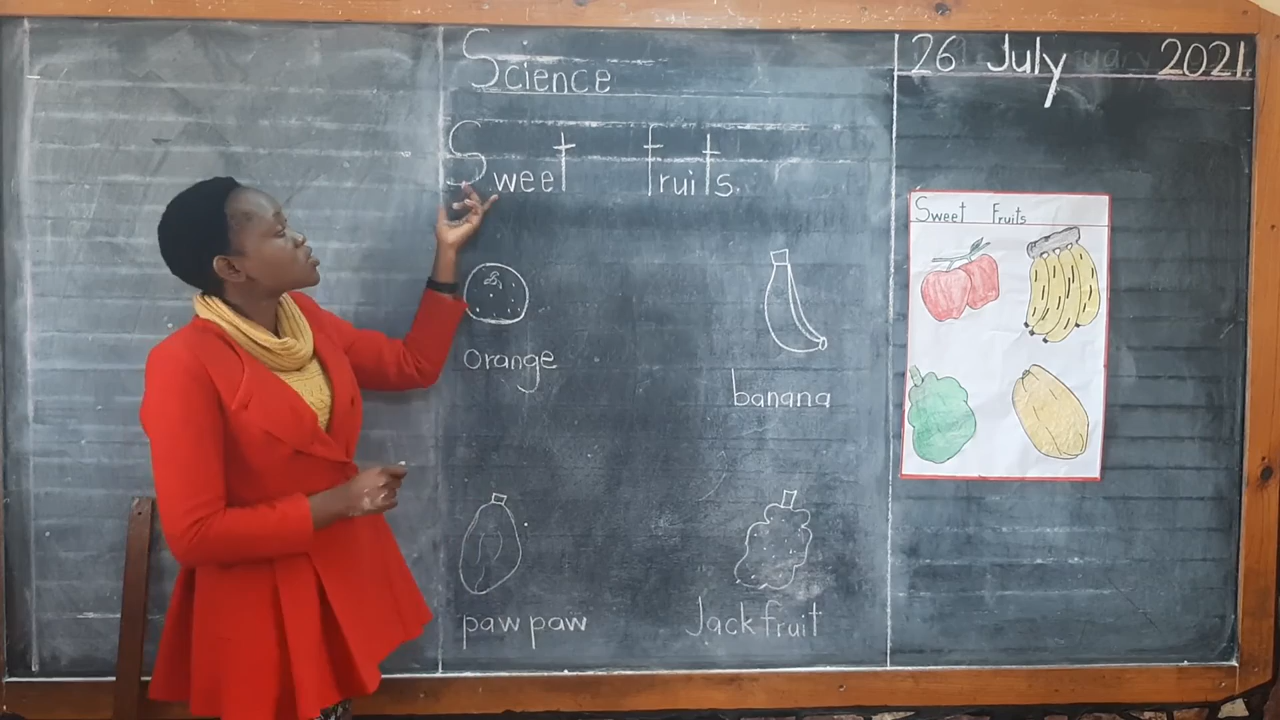 Science
26 July 2021
Sweet fruits
Sweet Fruits
orange
banana
paw paw
Jackfruit